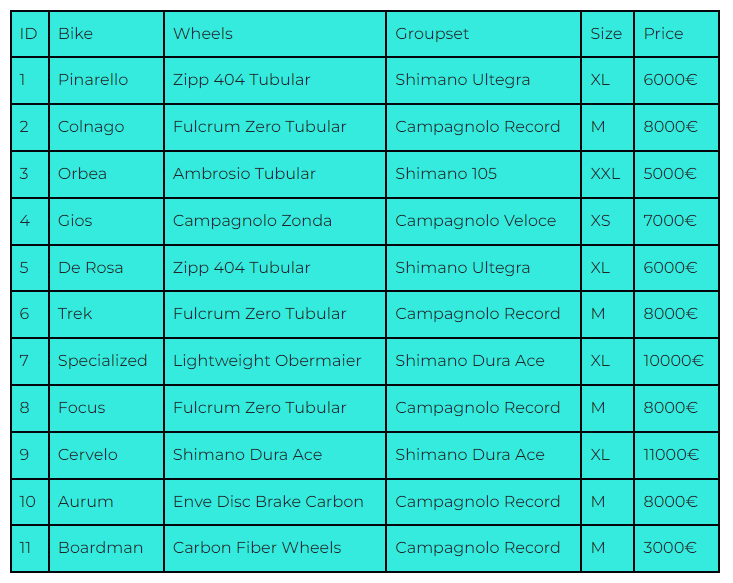 ID Bike Wheels Groupset Size Price
1 Pinarello Zipp 404 Tubular Shimano Ultegra XL 6000€
2 Colnago Fulcrum Zero Tubular Campagnolo Record M 8000€
3 Orbea Ambrosio Tubular Shimano 105 XXL 5000€
4 Gios Campagnolo Zonda Campagnolo Veloce XS 7000€
5 De Rosa Zipp 404 Tubular Shimano Ultegra XL 6000€
6 Trek Fulcrum Zero Tubular Campagnolo Record M 8000€
7 Specialized Lightweight Obermaier Shimano Dura Ace XL 10000€
8 Focus Fulcrum Zero Tubular Campagnolo Record M 8000€
9 Cervelo Shimano Dura Ace Shimano Dura Ace XL 11000€
10 Aurum Enve Disc Brake Carbon Campagnolo Record M 8000€
11 Boardman Carbon Fiber Wheels Campagnolo Record M 3000€